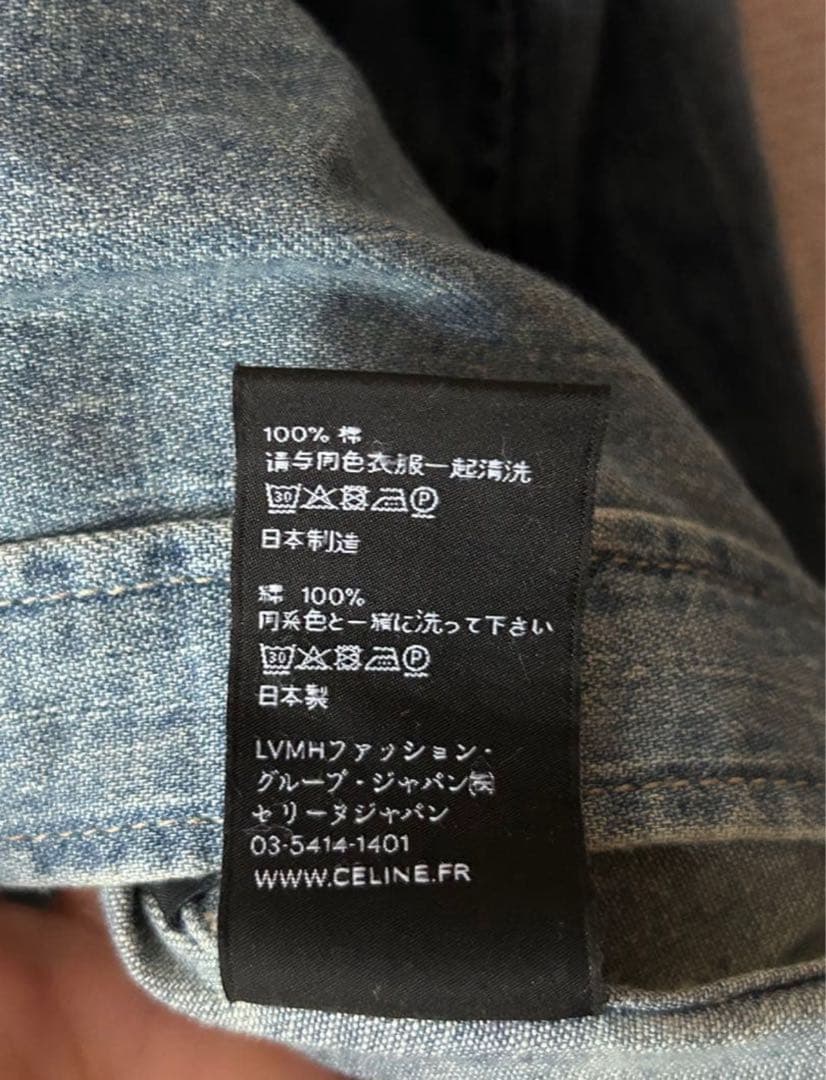 100% 棉
请与同色衣服一起清洗
30 P
日本制造
綿 100%
同系色と一緒に洗って下さい
30 P
日本製
LVMHファッション・
グループ・ジャパン㈱
セリーヌジャパン
03-5414-1401
WWW.CELINE.FR